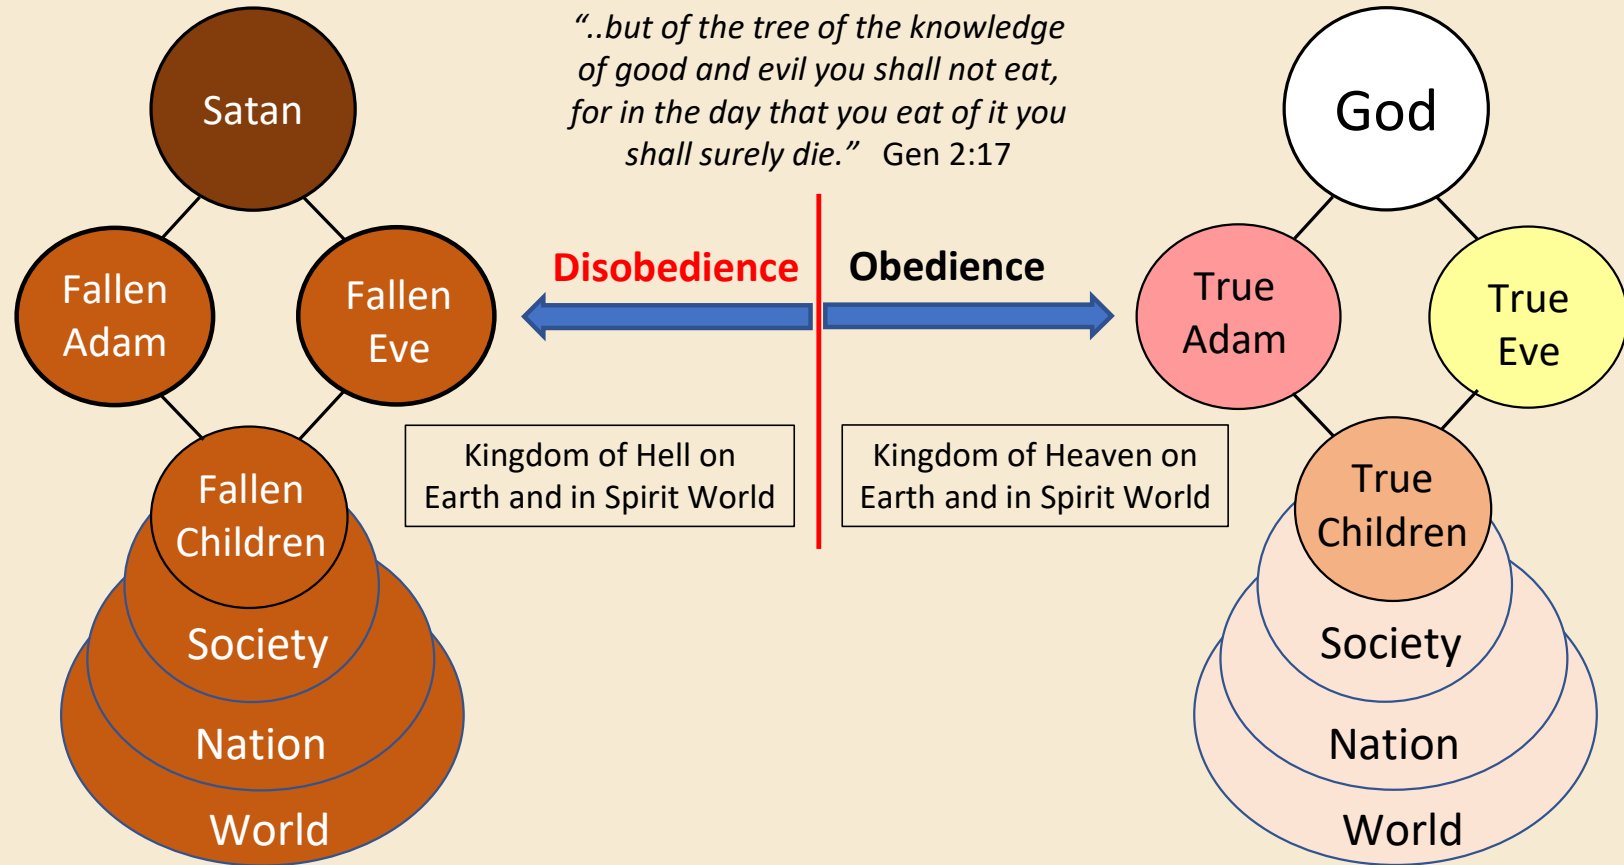 “..but of the tree of the knowledge
of good and evil you shall not eat,
for in the day that you eat of it you
shall surely die.” Gen 2:17
Satan
Fallen
Adam
Fallen
Eve
Fallen
Children
Society
Nation
World
Disobedience
Obedience
Kingdom of Hell on
Earth and in Spirit World
Kingdom of Heaven on
Earth and in Spirit World
God
True
Adam
True
Eve
True
Children
Society
Nation
World